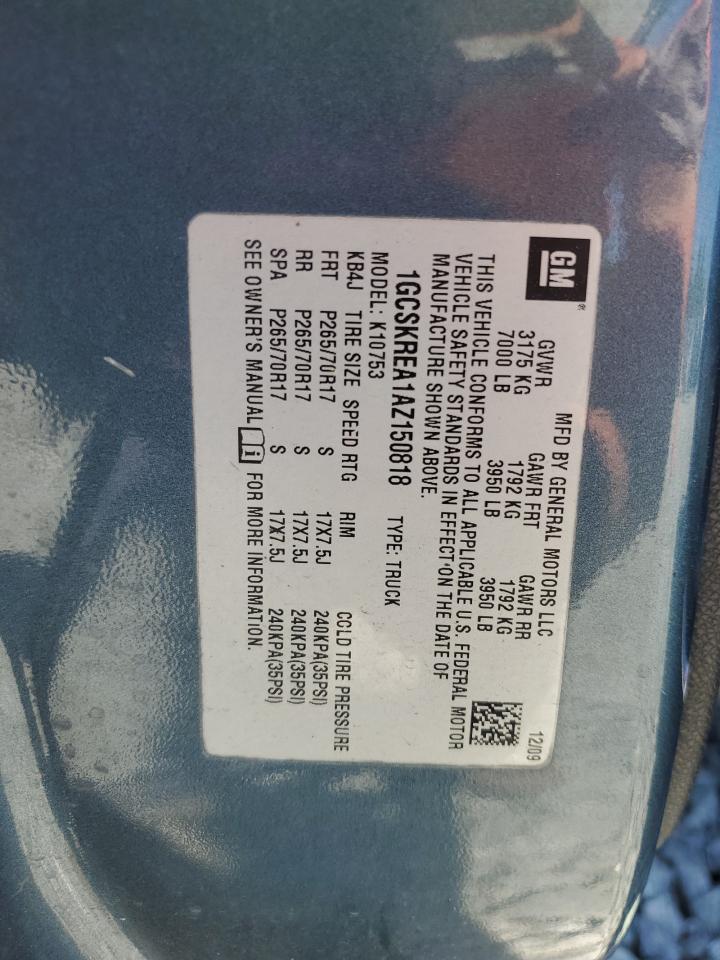 GM ®
MFD BY GENERAL MOTORS LLC 12/09
GVWR GAWR FRT GAWR RR
3175 KG 1792 KG 1792 KG
7000 LB 3950 LB 3950 LB
THIS VEHICLE CONFORMS TO ALL APPLICABLE U.S. FEDERAL MOTOR
VEHICLE SAFETY STANDARDS IN EFFECT ON THE DATE OF
MANUFACTURE SHOWN ABOVE.
1GCSKREA1AZ150818 TYPE: TRUCK
MODEL: K10753
KB4J TIRE SIZE SPEED RTG RIM COLD TIRE PRESSURE
FRT P265/70R17 S 17X7.5J 240KPA(35PSI)
RR P265/70R17 S 17X7.5J 240KPA(35PSI)
SPA P265/70R17 S 17X7.5J 240KPA(35PSI)
SEE OWNER'S MANUAL FOR MORE INFORMATION.